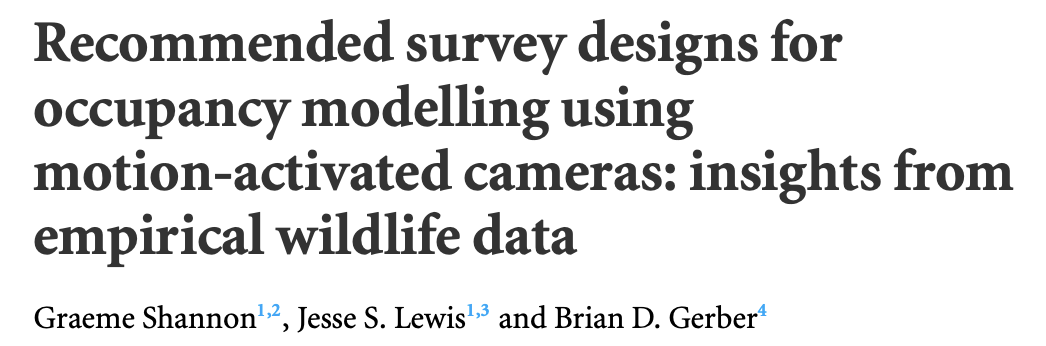 Recommended survey designs for
occupancy modelling using
motion-activated cameras: insights from
empirical wildlife data
Graeme Shannon1,2, Jesse S. Lewis1,3 and Brian D. Gerber4